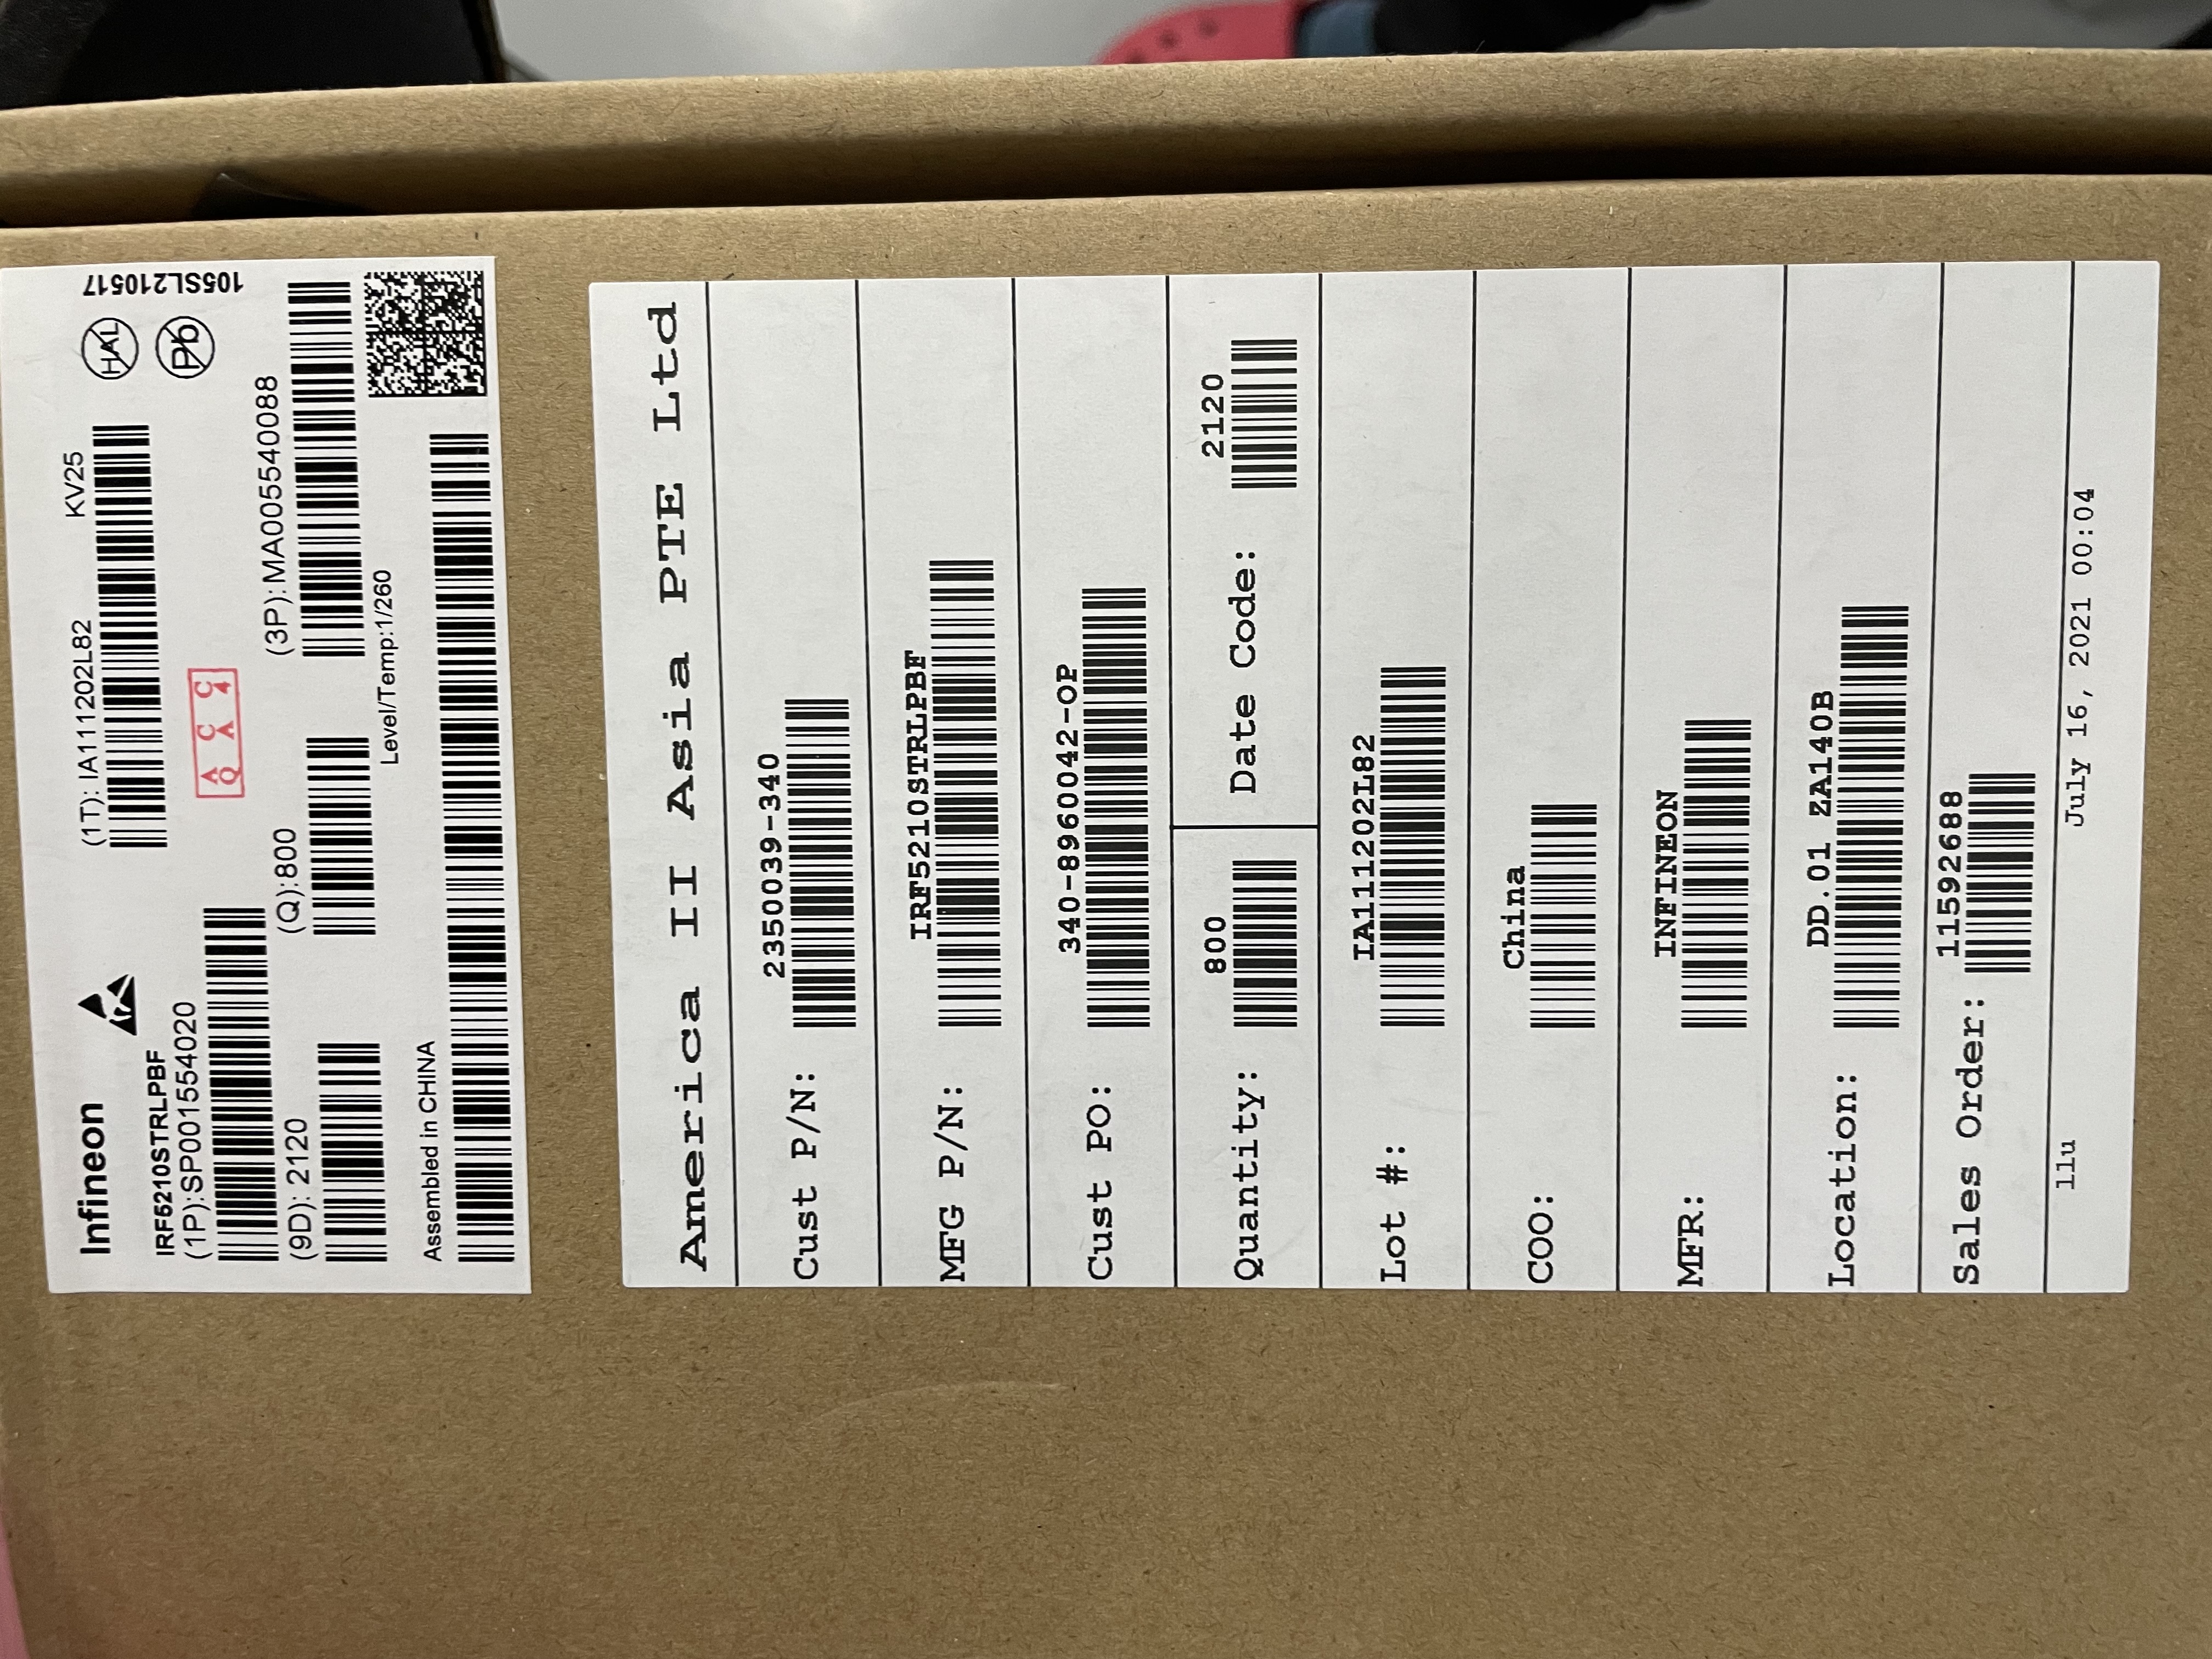 Infineon
(1T): IA111202L82 KV25
HAL
Pb
105SL210517
IRF5210STRLPBF
(1P):SP001554020
A C C
Q A 4
(9D): 2120
(Q):800
(3P):MA005540088
Level/Temp:1/260
Assembled in CHINA
America II Asia PTE Ltd
Cust P/N: 2350039-340
MFG P/N: IRF5210STRLPBF
Cust PO: 340-8960042-OP
Quantity: 800 Date Code: 2120
Lot #: IA111202L82
COO: China
MFR: INFINEON
Location: DD.01 ZA140B
Sales Order: 11592688
llu July 16, 2021 00:04